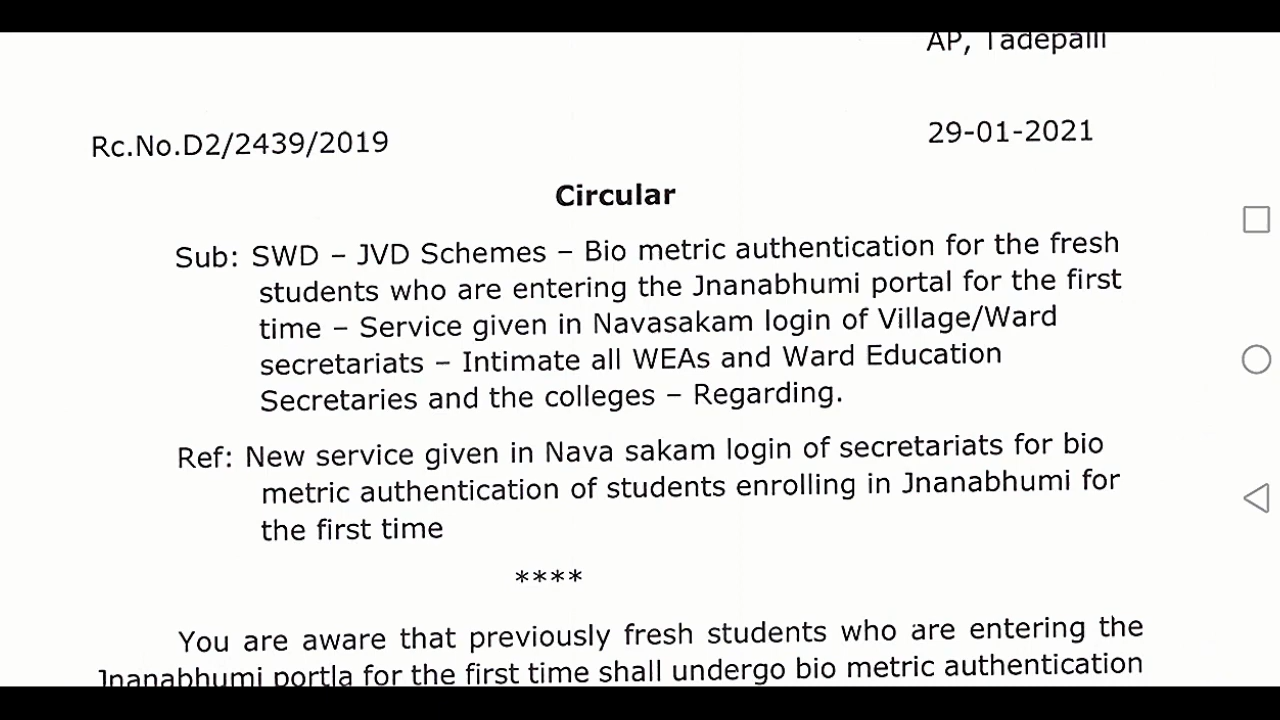 AP, Tadepalli
Rc.No.D2/2439/2019
29-01-2021
Circular
Sub: SWD – JVD Schemes – Bio metric authentication for the fresh
students who are entering the Jnanabhumi portal for the first
time – Service given in Navasakam login of Village/Ward
secretariats – Intimate all WEAs and Ward Education
Secretaries and the colleges – Regarding.
Ref: New service given in Nava sakam login of secretariats for bio
metric authentication of students enrolling in Jnanabhumi for
the first time
****
You are aware that previously fresh students who are entering the
Jnanabhumi portla for the first time shall undergo bio metric authentication